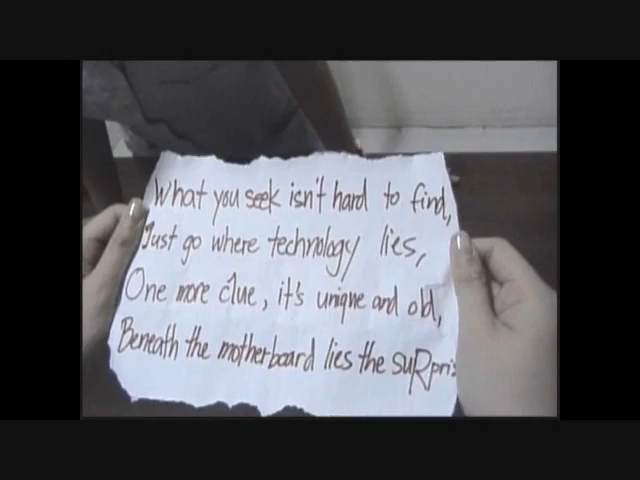 What you seek isn't hard to find,
Just go where technology lies,
One more clue, it's unique and old,
Beneath the motherboard lies the suRpris